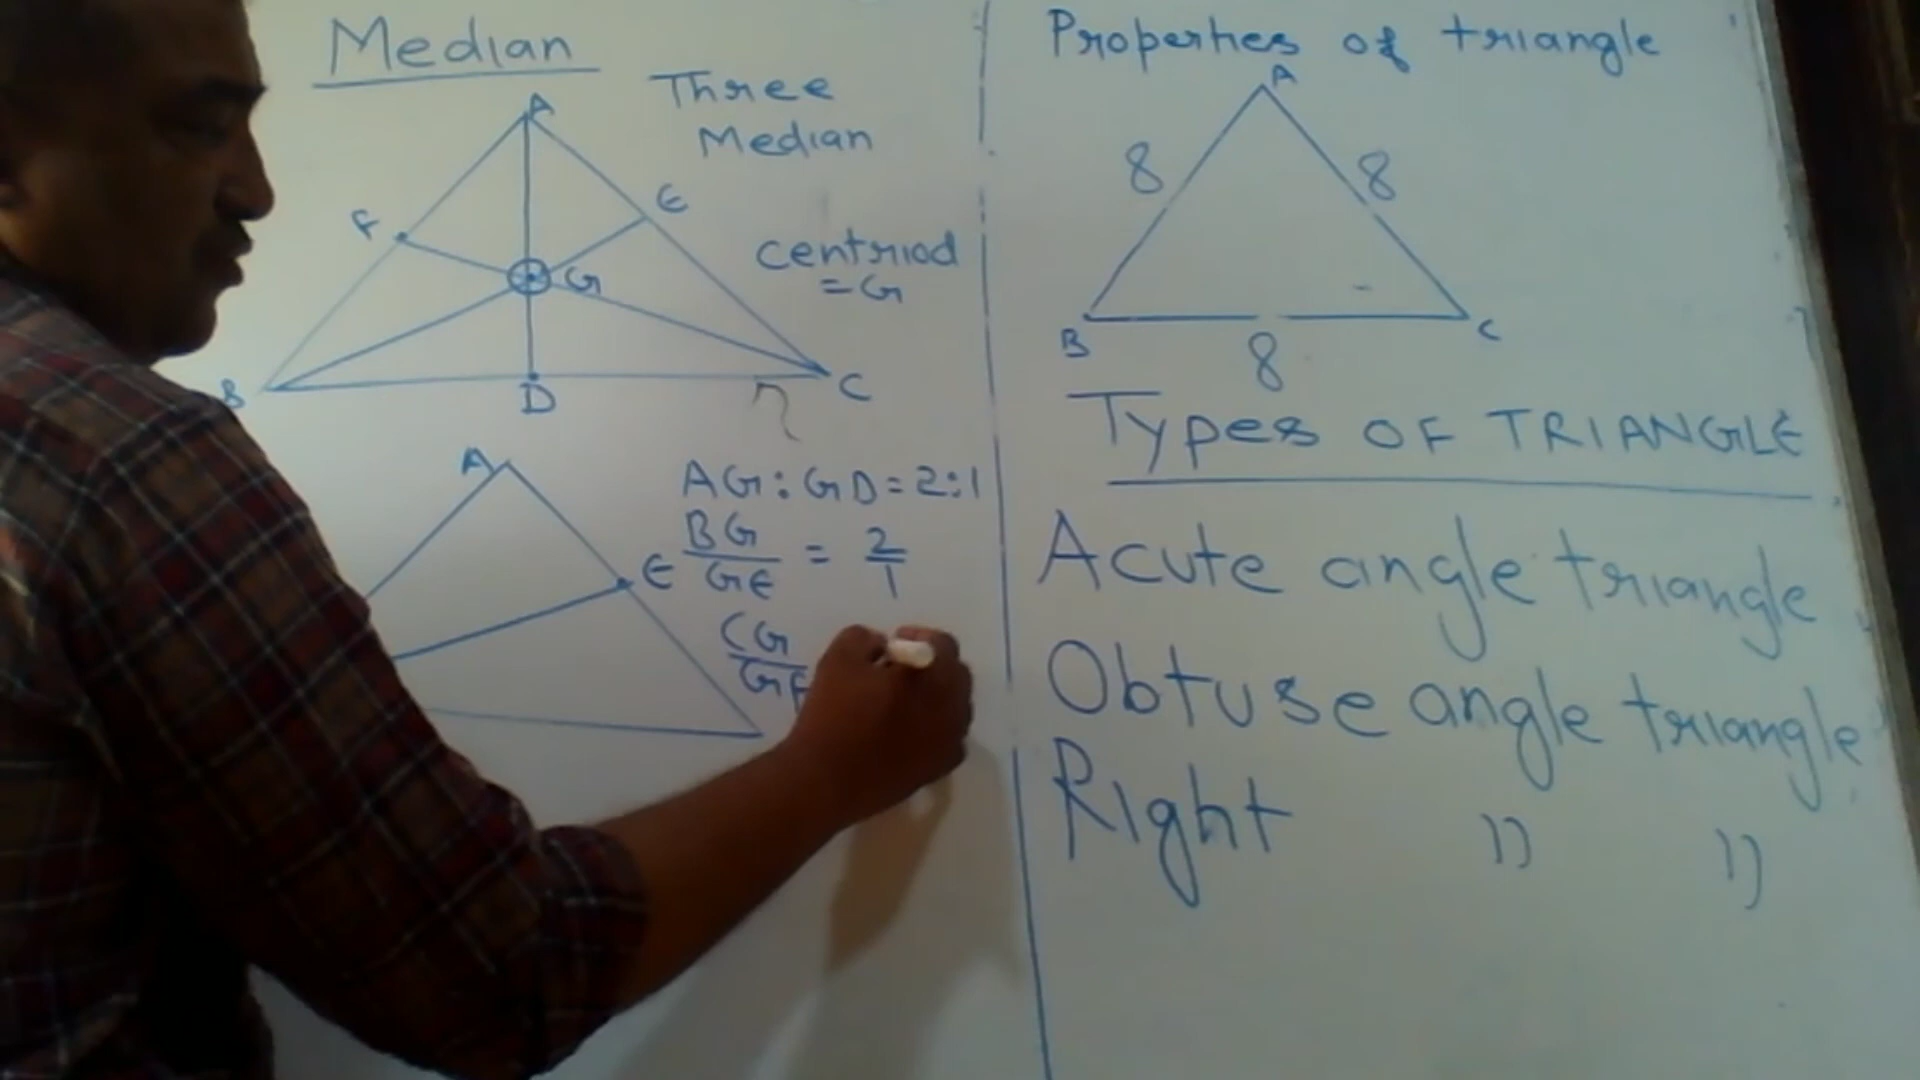 Median
Three
Median
A
F
E
G
centriod
= G
B
D
C
A
E
AG : GD = 2:1
BG
GE
=
2
1
CG
GF
Properties of triangle
A
8
8
B
C
8
Types OF TRIANGLE
Acute angle triangle
Obtuse angle triangle
Right " "